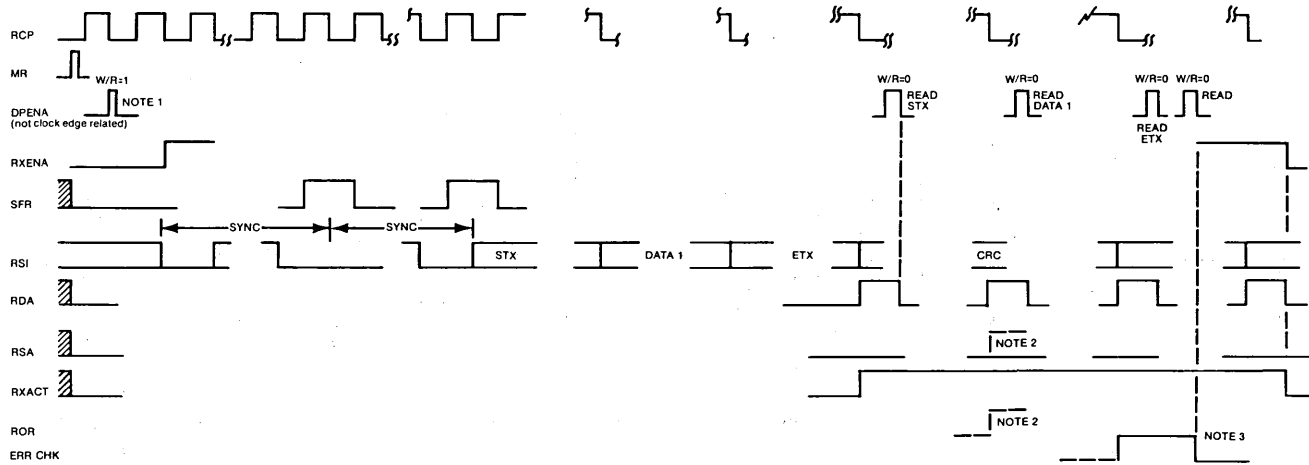 RCP
MR
W/R=1
NOTE 1
DPENA
(not clock edge related)
W/R=0
READ
STX
W/R=0
READ
DATA 1
W/R=0
READ
ETX
W/R=0
READ
RXENA
SFR
SYNC
SYNC
RSI
STX
DATA 1
ETX
CRC
RDA
RSA
NOTE 2
RXACT
ROR
NOTE 2
ERR CHK
NOTE 3